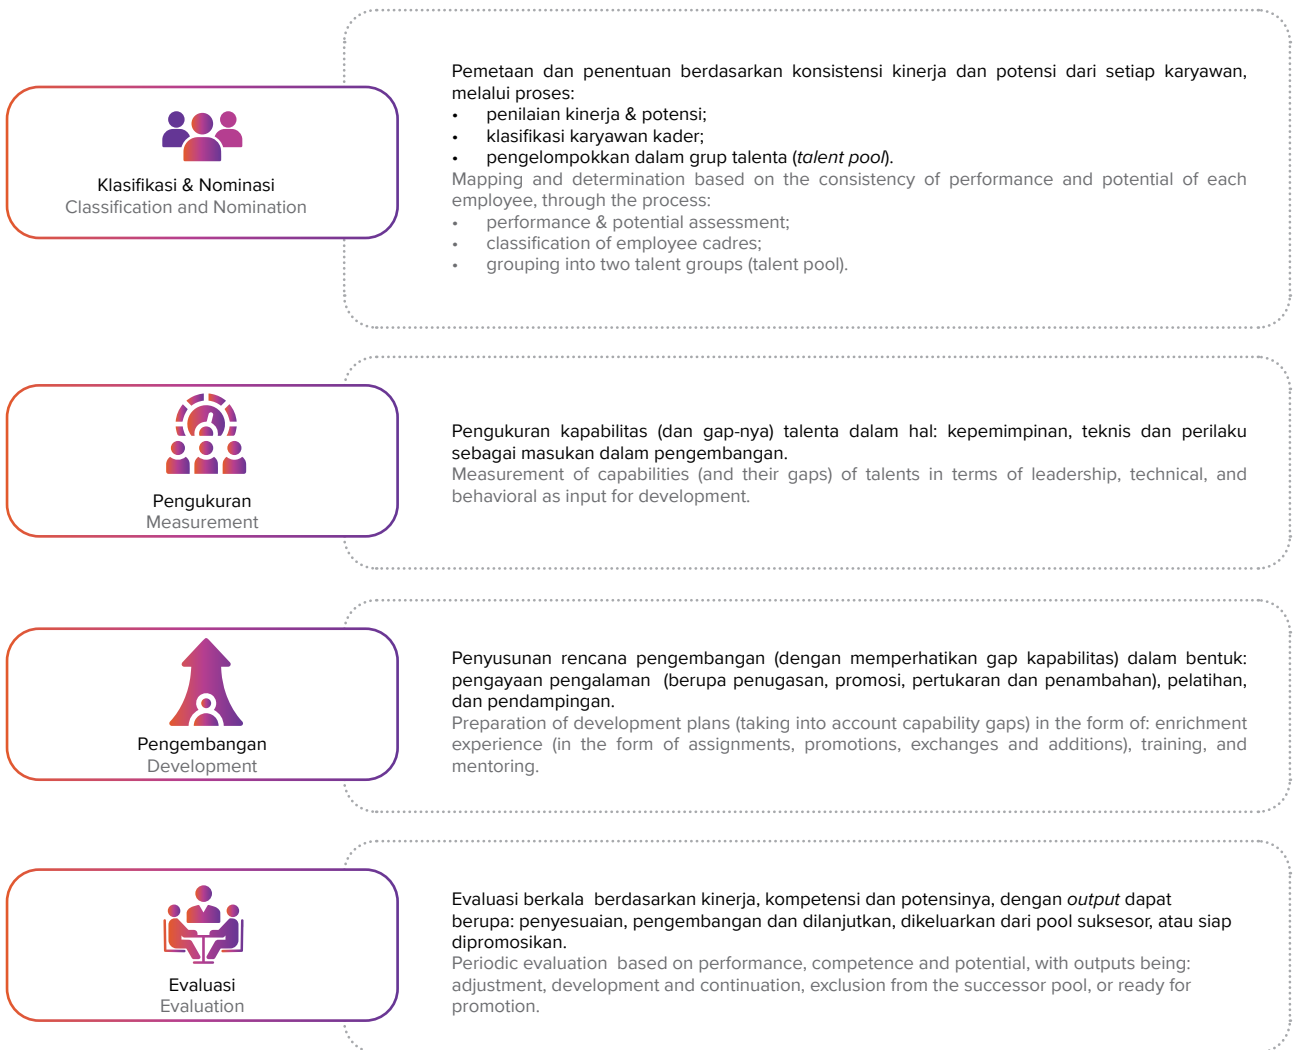 Klasifikasi & Nominasi
Classification and Nomination
Pemetaan dan penentuan berdasarkan konsistensi kinerja dan potensi dari setiap karyawan,
melalui proses:
• penilaian kinerja & potensi;
• klasifikasi karyawan kader;
• pengelompokkan dalam grup talenta (talent pool).
Mapping and determination based on the consistency of performance and potential of each
employee, through the process:
• performance & potential assessment;
• classification of employee cadres;
• grouping into two talent groups (talent pool).
Pengukuran
Measurement
Pengukuran kapabilitas (dan gap-nya) talenta dalam hal: kepemimpinan, teknis dan perilaku
sebagai masukan dalam pengembangan.
Measurement of capabilities (and their gaps) of talents in terms of leadership, technical, and
behavioral as input for development.
Pengembangan
Development
Penyusunan rencana pengembangan (dengan memperhatikan gap kapabilitas) dalam bentuk:
pengayaan pengalaman (berupa penugasan, promosi, pertukaran dan penambahan), pelatihan,
dan pendampingan.
Preparation of development plans (taking into account capability gaps) in the form of: enrichment
experience (in the form of assignments, promotions, exchanges and additions), training, and
mentoring.
Evaluasi
Evaluation
Evaluasi berkala berdasarkan kinerja, kompetensi dan potensinya, dengan output dapat
berupa: penyesuaian, pengembangan dan dilanjutkan, dikeluarkan dari pool suksesor, atau siap
dipromosikan.
Periodic evaluation based on performance, competence and potential, with outputs being:
adjustment, development and continuation, exclusion from the successor pool, or ready for
promotion.